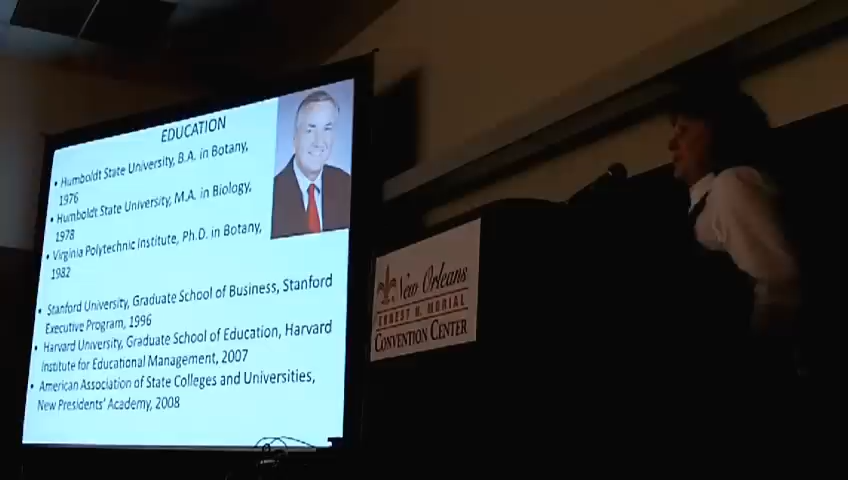 EDUCATION
• Humboldt State University, B.A. in Botany,
1976
• Humboldt State University, M.A. in Biology,
1978
• Virginia Polytechnic Institute, Ph.D. in Botany,
1982
• Stanford University, Graduate School of Business, Stanford
Executive Program, 1996
• Harvard University, Graduate School of Education, Harvard
Institute for Educational Management, 2007
• American Association of State Colleges and Universities,
New Presidents' Academy, 2008
New Orleans
ERNEST N. MORIAL
CONVENTION CENTER